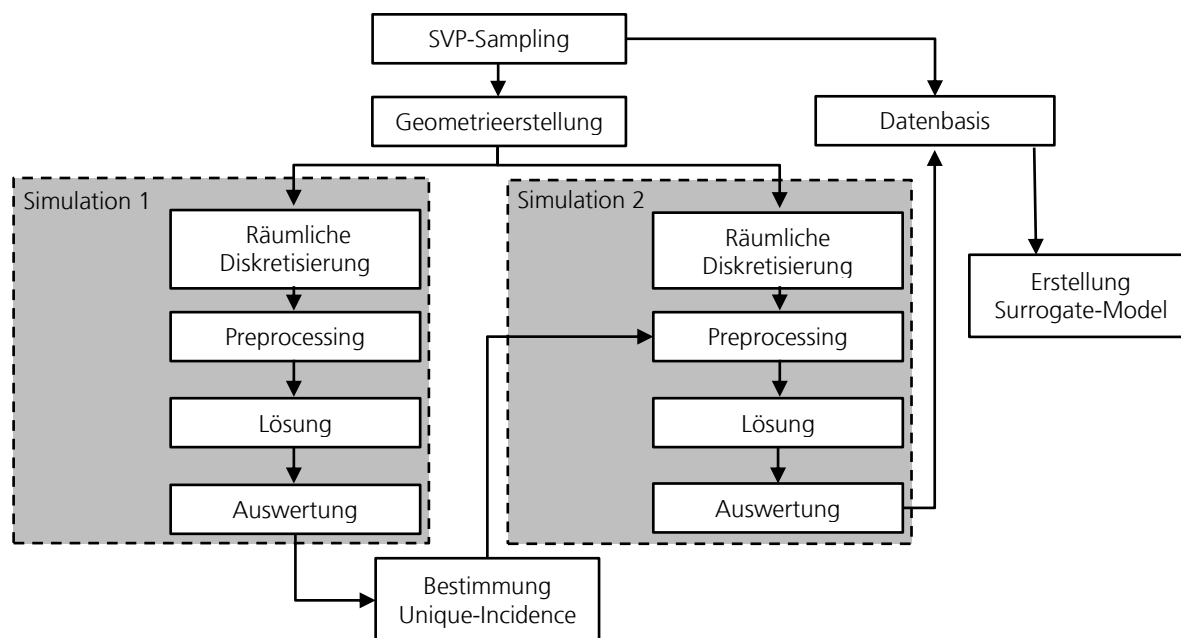 SVP-Sampling
Geometrieerstellung
Datenbasis
Simulation 1
Räumliche
Diskretisierung
Preprocessing
Lösung
Auswertung
Simulation 2
Räumliche
Diskretisierung
Preprocessing
Lösung
Auswertung
Erstellung
Surrogate-Model
Bestimmung
Unique-Incidence